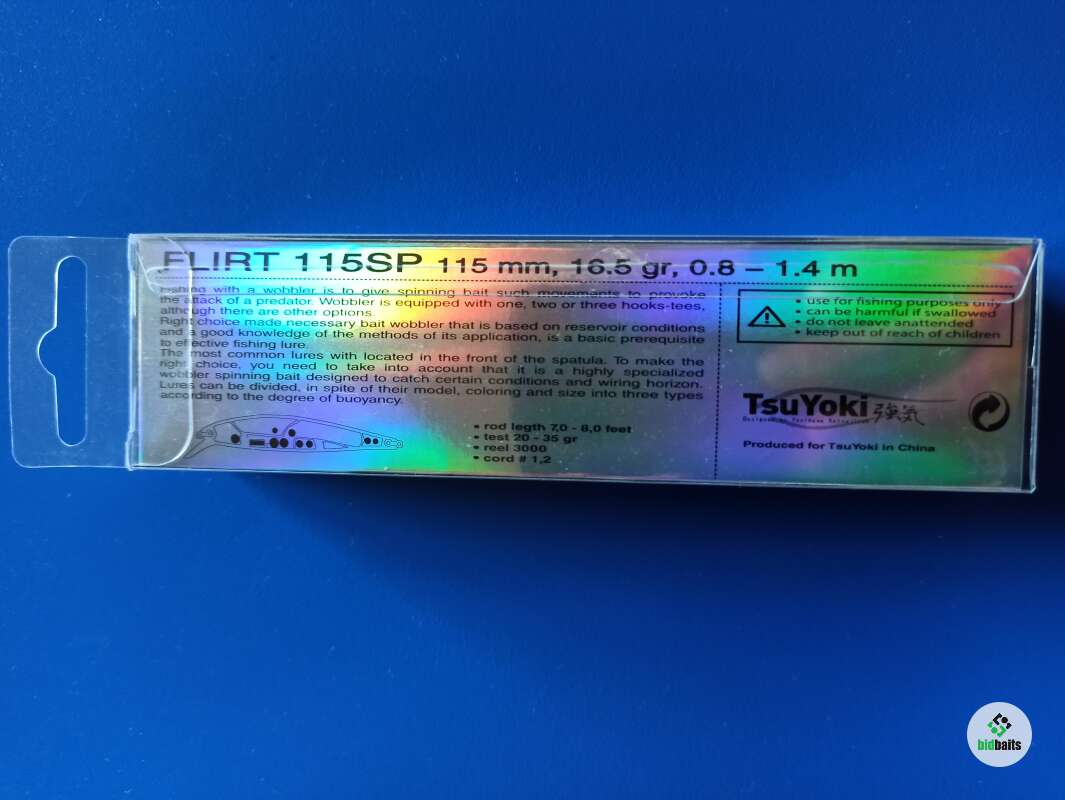 FLIRT 115SP 115 mm, 16.5 gr, 0.8 – 1.4 m
Fishing with a wobbler is to give spinning bait such movements to provoke
the attack of a predator. Wobbler is equipped with one, two or three hooks-tees,
although there are other options.
Right choice made necessary bait wobbler that is based on reservoir conditions
and a good knowledge of the methods of its application, is a basic prerequisite
to effective fishing lure.
The most common lures with located in the front of the spatula. To make the
right choice, you need to take into account that it is a highly specialized
wobbler spinning bait designed to catch certain conditions and wiring horizon.
Lures can be divided, in spite of their model, coloring and size into three types
according to the degree of buoyancy.
• rod legth 7,0 - 8,0 feet
• test 20 - 35 gr
• reel 3000
• cord # 1,2
• use for fishing purposes only
• can be harmful if swallowed
• do not leave anattended
• keep out of reach of children
TsuYoki 強気
Produced for TsuYoki in China
bidbaits